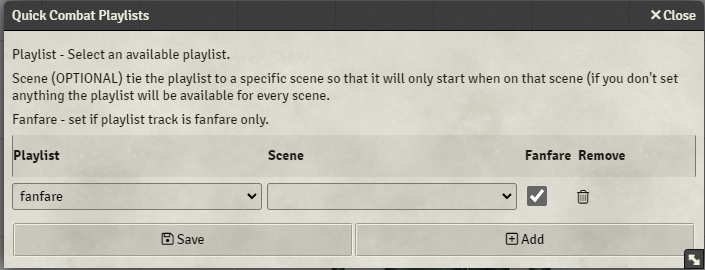 Quick Combat Playlists
Close
Playlist - Select an available playlist.
Scene (OPTIONAL) tie the playlist to a specific scene so that it will only start when on that scene (if you don't set
anything the playlist will be available for every scene.
Fanfare - set if playlist track is fanfare only.
Playlist Scene Fanfare Remove
fanfare
Save Add